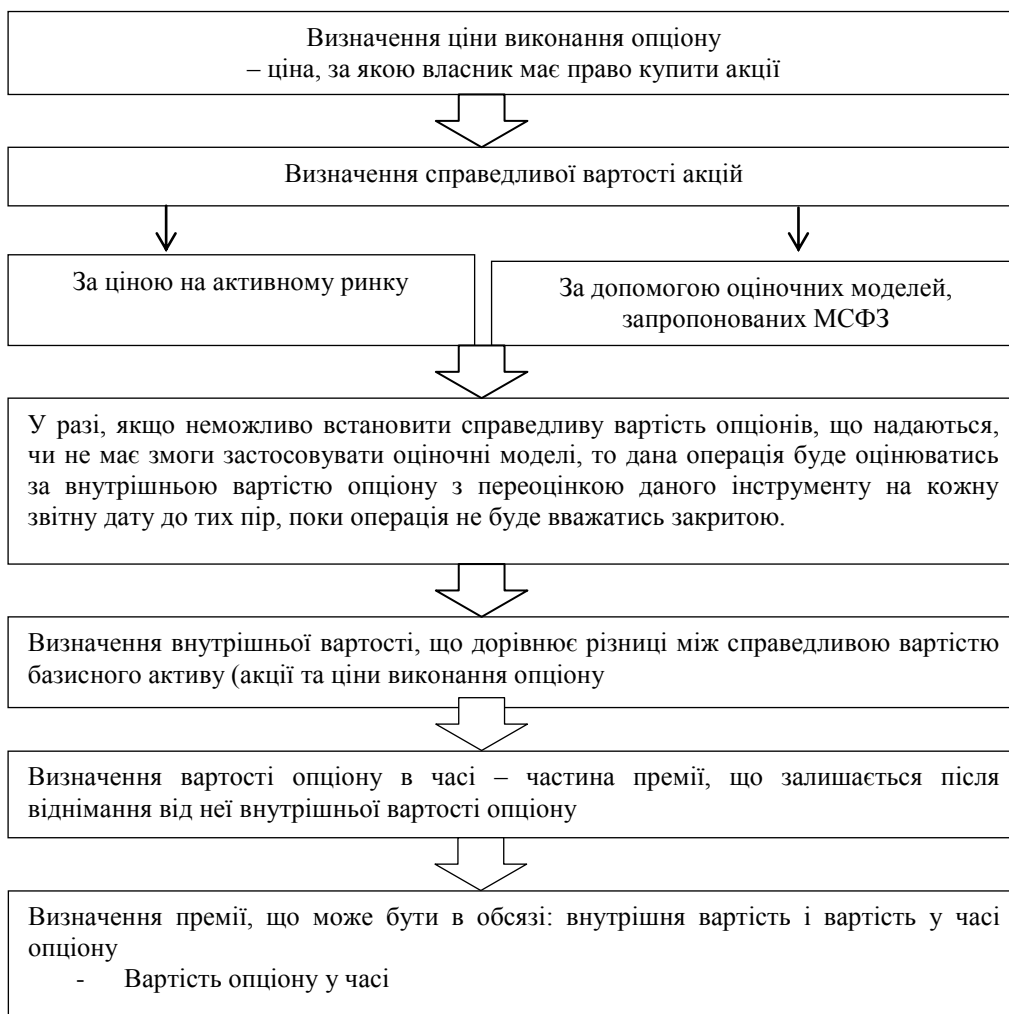 Визначення ціни виконання опціону
– ціна, за якою власник має право купити акції
Визначення справедливої вартості акцій
За ціною на активному ринку
За допомогою оціночних моделей,
запропонованих МСФЗ
У разі, якщо неможливо встановити справедливу вартість опціонів, що надаються,
чи не має змоги застосовувати оціночні моделі, то дана операція буде оцінюватись
за внутрішньою вартістю опціону з переоцінкою даного інструменту на кожну
звітну дату до тих пір, поки операція не буде вважатись закритою.
Визначення внутрішньої вартості, що дорівнює різниці між справедливою вартістю
базисного активу (акції та ціни виконання опціону
Визначення вартості опціону в часі – частина премії, що залишається після
віднімання від неї внутрішньої вартості опціону
Визначення премії, що може бути в обсязі: внутрішня вартість і вартість у часі
опціону
- Вартість опціону у часі